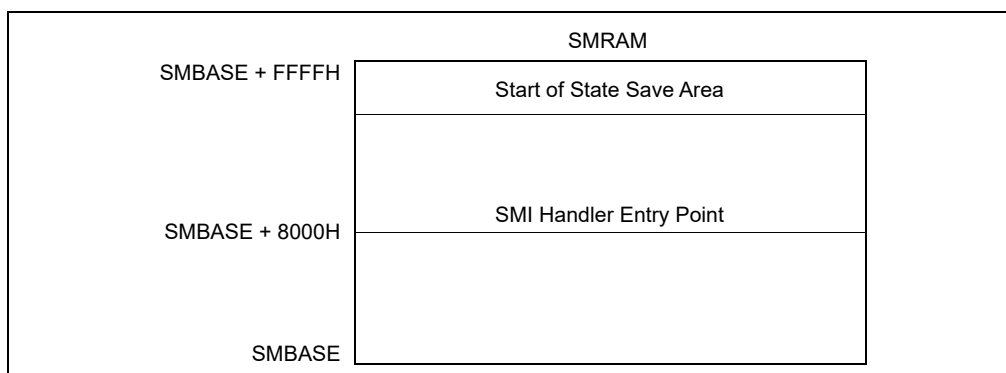 SMRAM
SMBASE + FFFFH
Start of State Save Area
SMI Handler Entry Point
SMBASE + 8000H
SMBASE